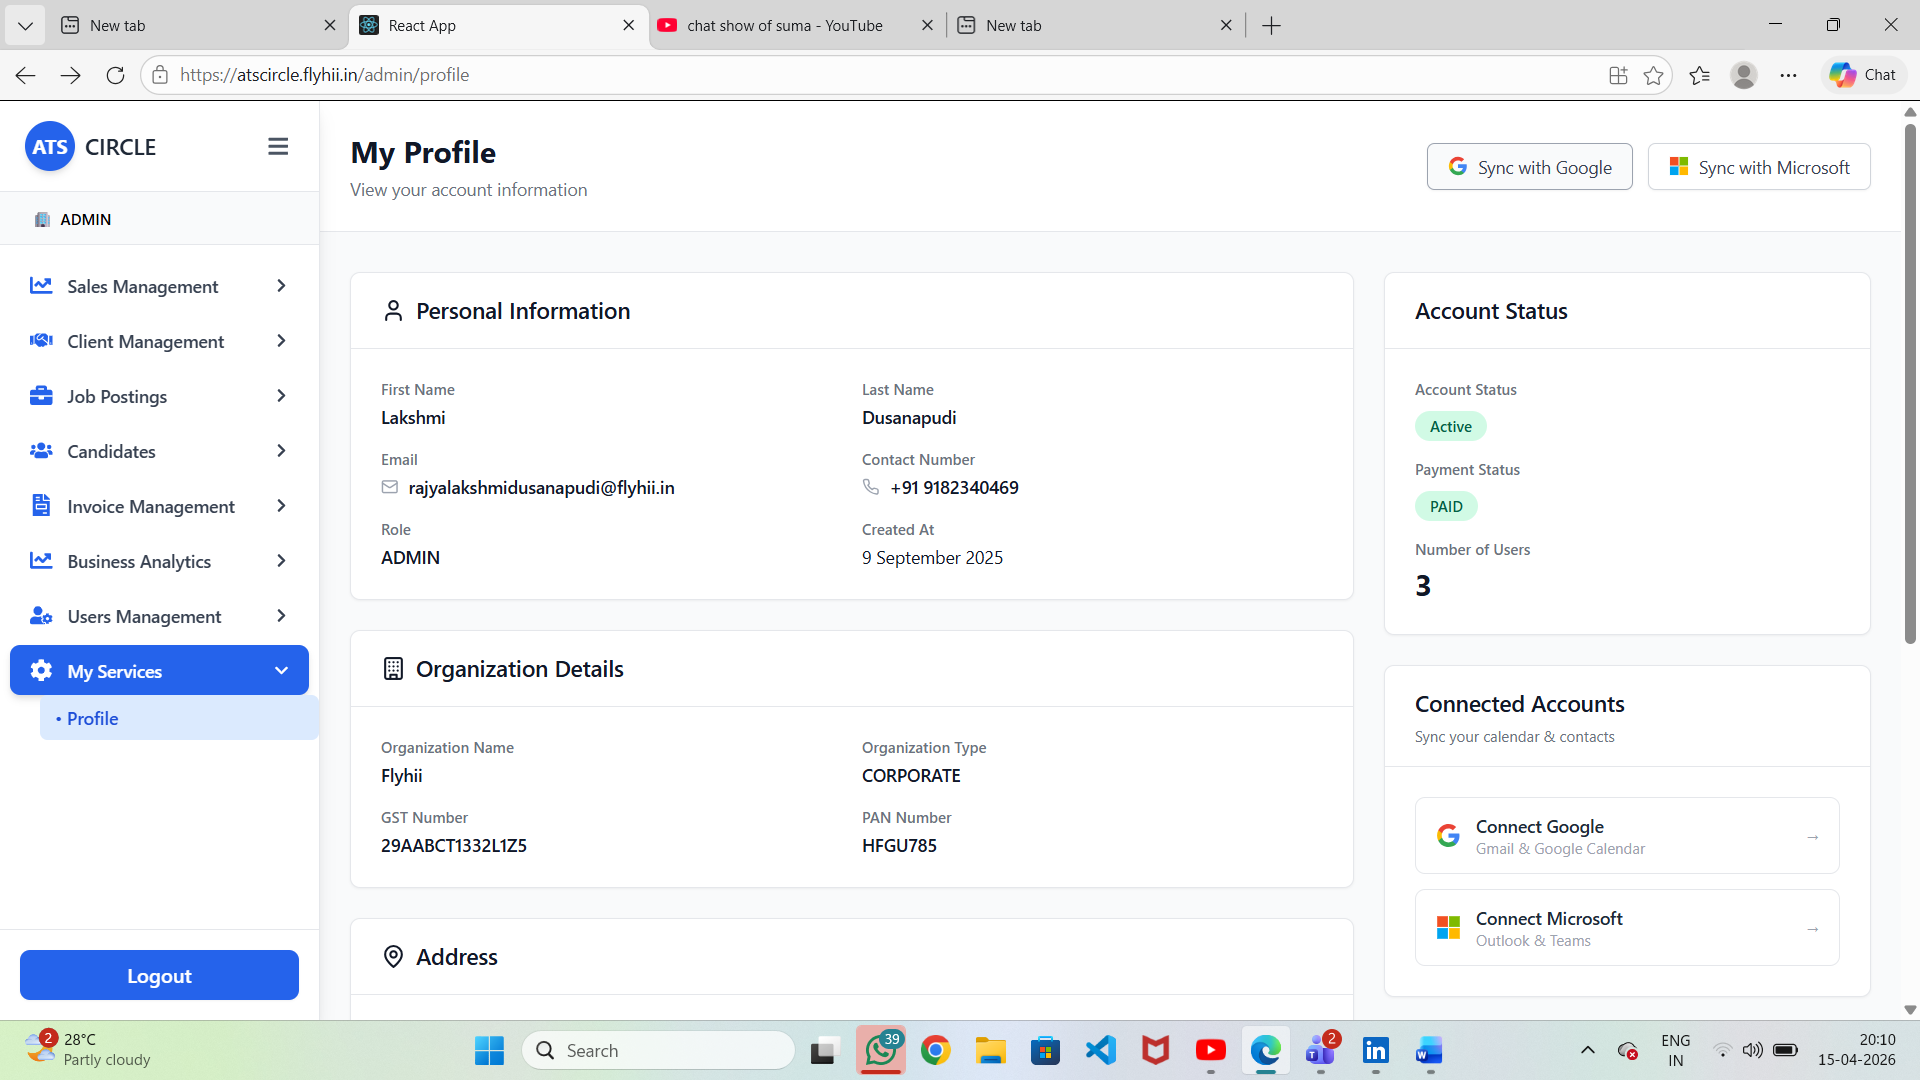 New tab
React App
chat show of suma - YouTube
New tab
https://atscircle.flyhii.in/admin/profile
Chat
ATS CIRCLE
ADMIN
Sales Management
Client Management
Job Postings
Candidates
Invoice Management
Business Analytics
Users Management
My Services
• Profile
Logout
My Profile
View your account information
Sync with Google
Sync with Microsoft
Personal Information
First Name
Lakshmi
Last Name
Dusanapudi
Email
rajyalakshmidusanapudi@flyhii.in
Contact Number
+91 9182340469
Role
ADMIN
Created At
9 September 2025
Organization Details
Organization Name
Flyhii
Organization Type
CORPORATE
GST Number
29AABCT1332L1Z5
PAN Number
HFGU785
Address
Account Status
Account Status
Active
Payment Status
PAID
Number of Users
3
Connected Accounts
Sync your calendar & contacts
Connect Google
Gmail & Google Calendar
→
Connect Microsoft
Outlook & Teams
→
2
28°C
Partly cloudy
Search
39
2
ENG
IN
20:10
15-04-2026